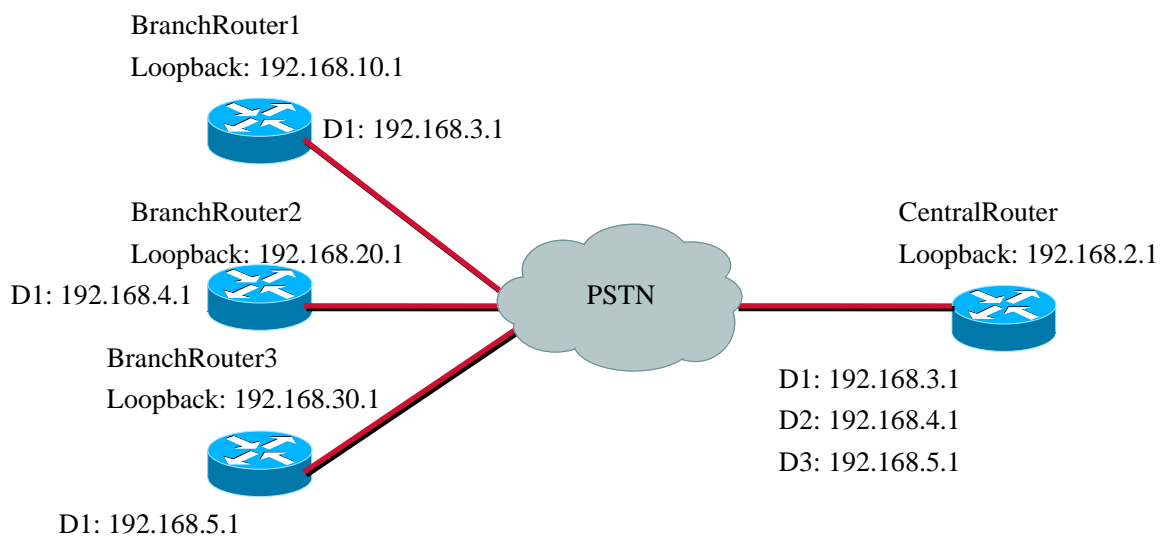 BranchRouter1
Loopback: 192.168.10.1
D1: 192.168.3.1
BranchRouter2
Loopback: 192.168.20.1
D1: 192.168.4.1
BranchRouter3
Loopback: 192.168.30.1
D1: 192.168.5.1
PSTN
CentralRouter
Loopback: 192.168.2.1
D1: 192.168.3.1
D2: 192.168.4.1
D3: 192.168.5.1